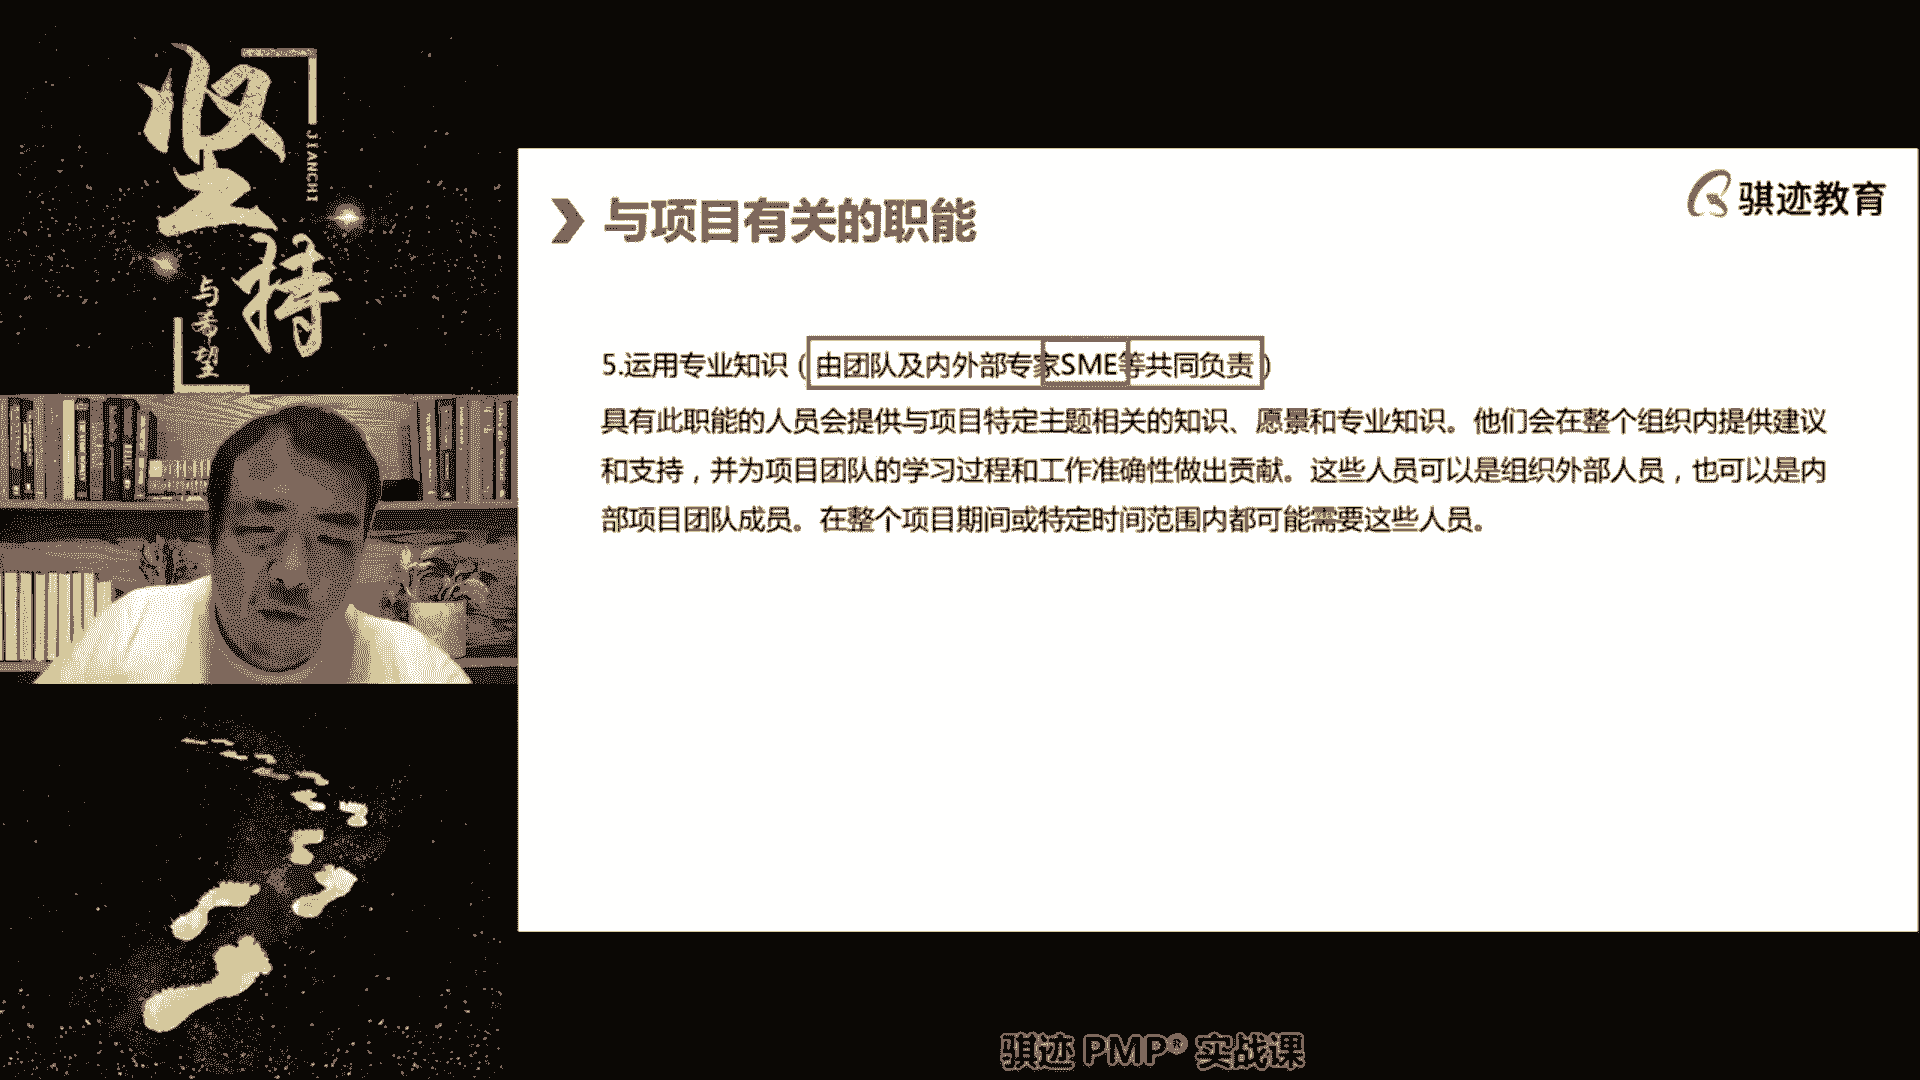 坚持
JIANCHI
与希望
骐迹教育
与项目有关的职能
5.运用专业知识（由团队及内外部专家SME等共同负责）
具有此职能的人员会提供与项目特定主题相关的知识、愿景和专业知识。他们会在整个组织内提供建议
和支持，并为项目团队的学习过程和工作准确性做出贡献。这些人员可以是组织外部人员，也可以是内
部项目团队成员。在整个项目期间或特定时间范围内都可能需要这些人员。
骐迹 PMP® 实战课